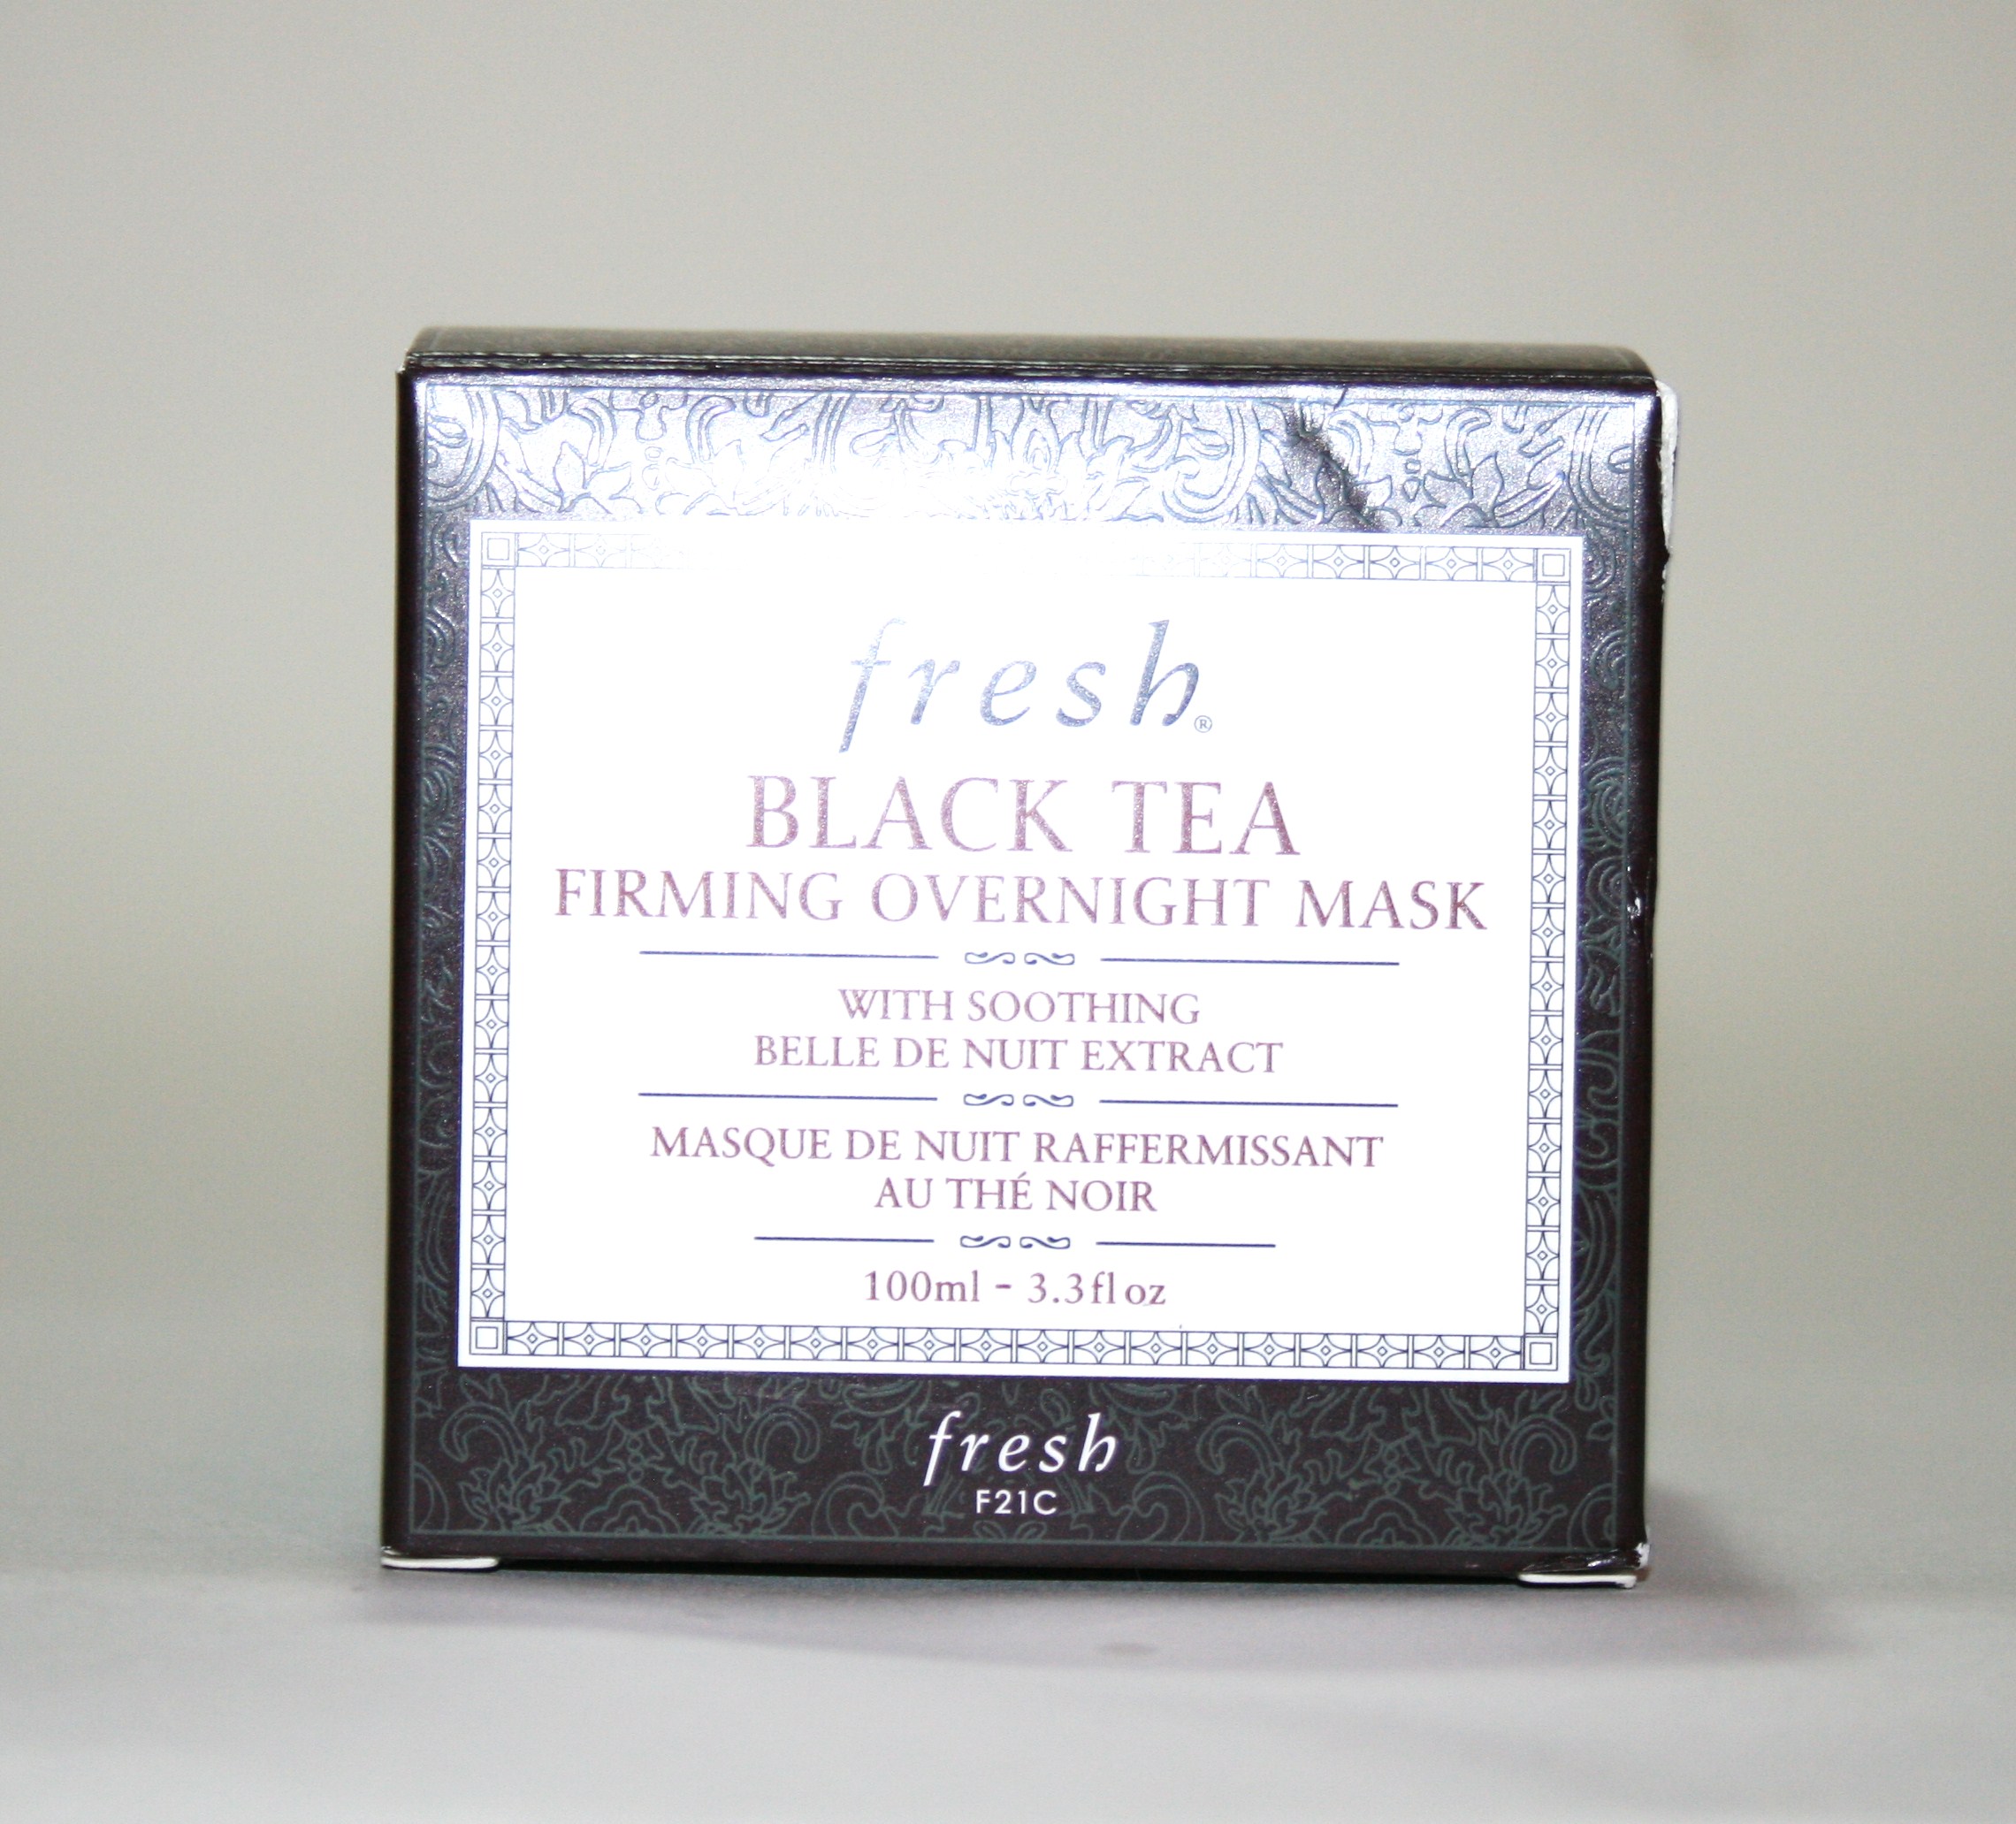 fresh®
BLACK TEA
FIRMING OVERNIGHT MASK
WITH SOOTHING
BELLE DE NUIT EXTRACT
MASQUE DE NUIT RAFFERMISSANT
AU THÉ NOIR
100ml - 3.3fl oz
fresh
F21C